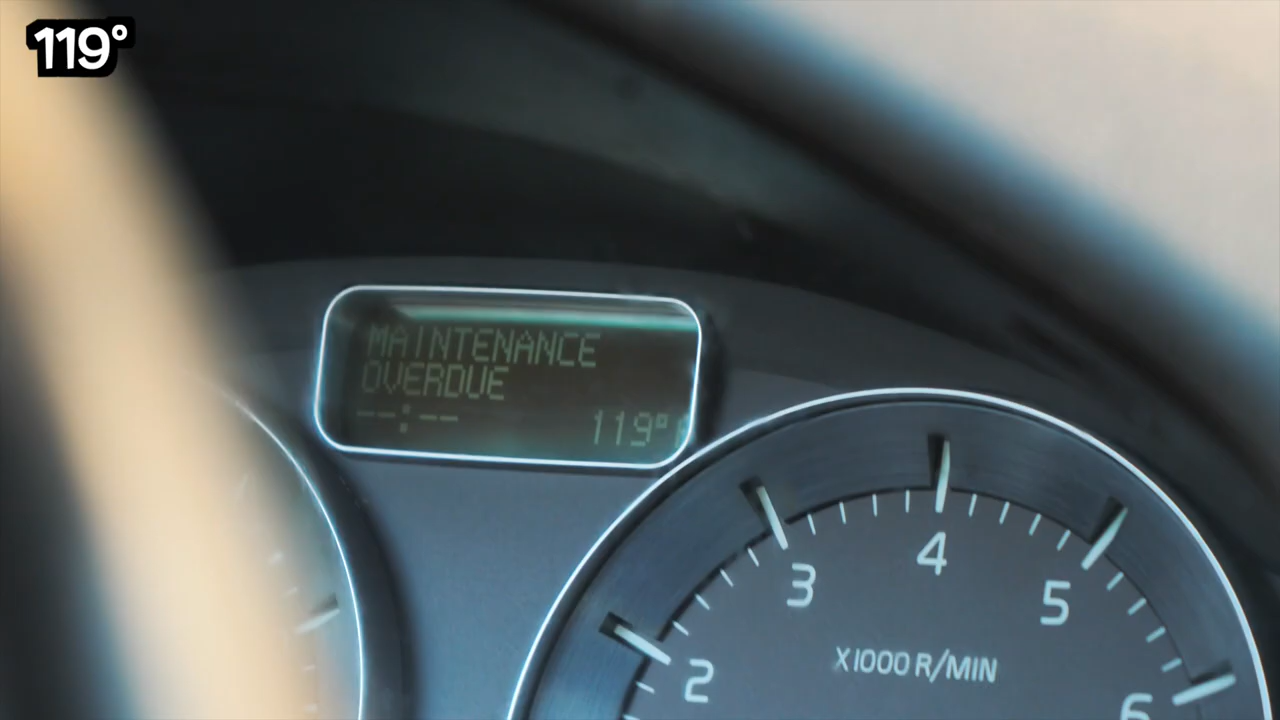 119°
MAINTENANCE
OVERDUE
--:--
119°
3
4
5
2
X1000 R/MIN
6